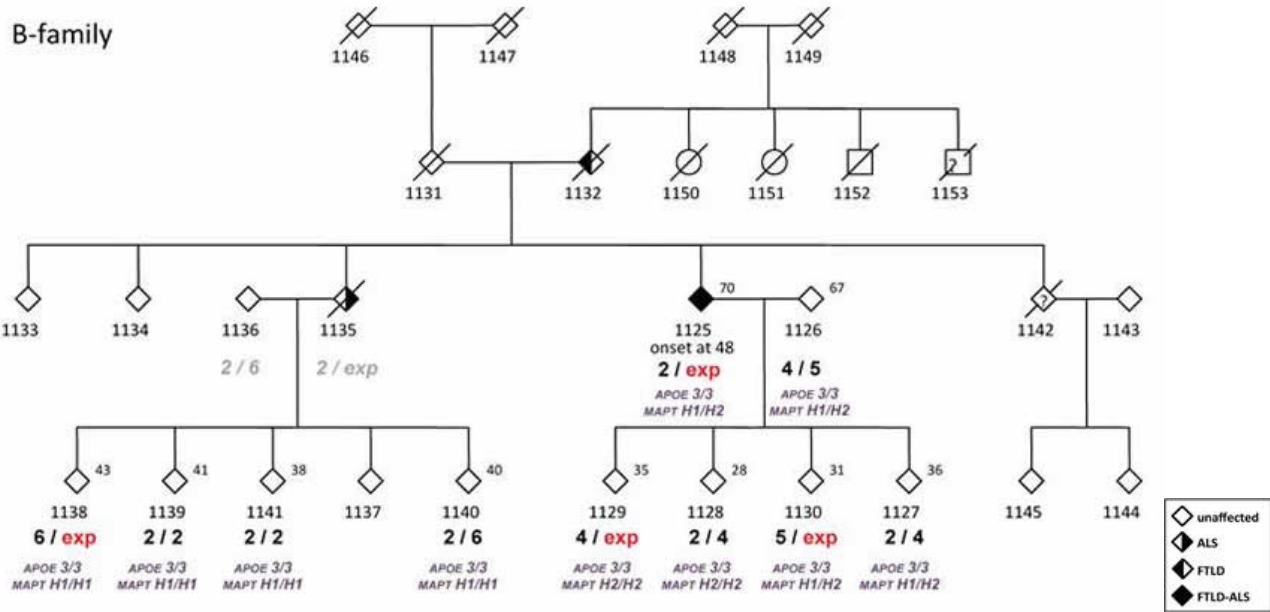 B-family
1146 1147 1148 1149
1131 1132 1150 1151 1152 ? 1153
70 67 ?
1133 1134 1136 1135 1125 1126 1142 1143
onset at 48
2 / 6 2 / exp 2 / exp 4 / 5
APOE 3/3 APOE 3/3
MAPT H1/H2 MAPT H1/H2
43 41 38 40 35 28 31 36
1138 1139 1141 1137 1140 1129 1128 1130 1127 1145 1144
6 / exp 2 / 2 2 / 2 2 / 6 4 / exp 2 / 4 5 / exp 2 / 4
APOE 3/3 APOE 3/3 APOE 3/3 APOE 3/3 APOE 3/3 APOE 3/3 APOE 3/3 APOE 3/3
MAPT H1/H1 MAPT H1/H1 MAPT H1/H1 MAPT H1/H1 MAPT H2/H2 MAPT H2/H2 MAPT H1/H2 MAPT H1/H2
unaffected
ALS
FTLD
FTLD-ALS